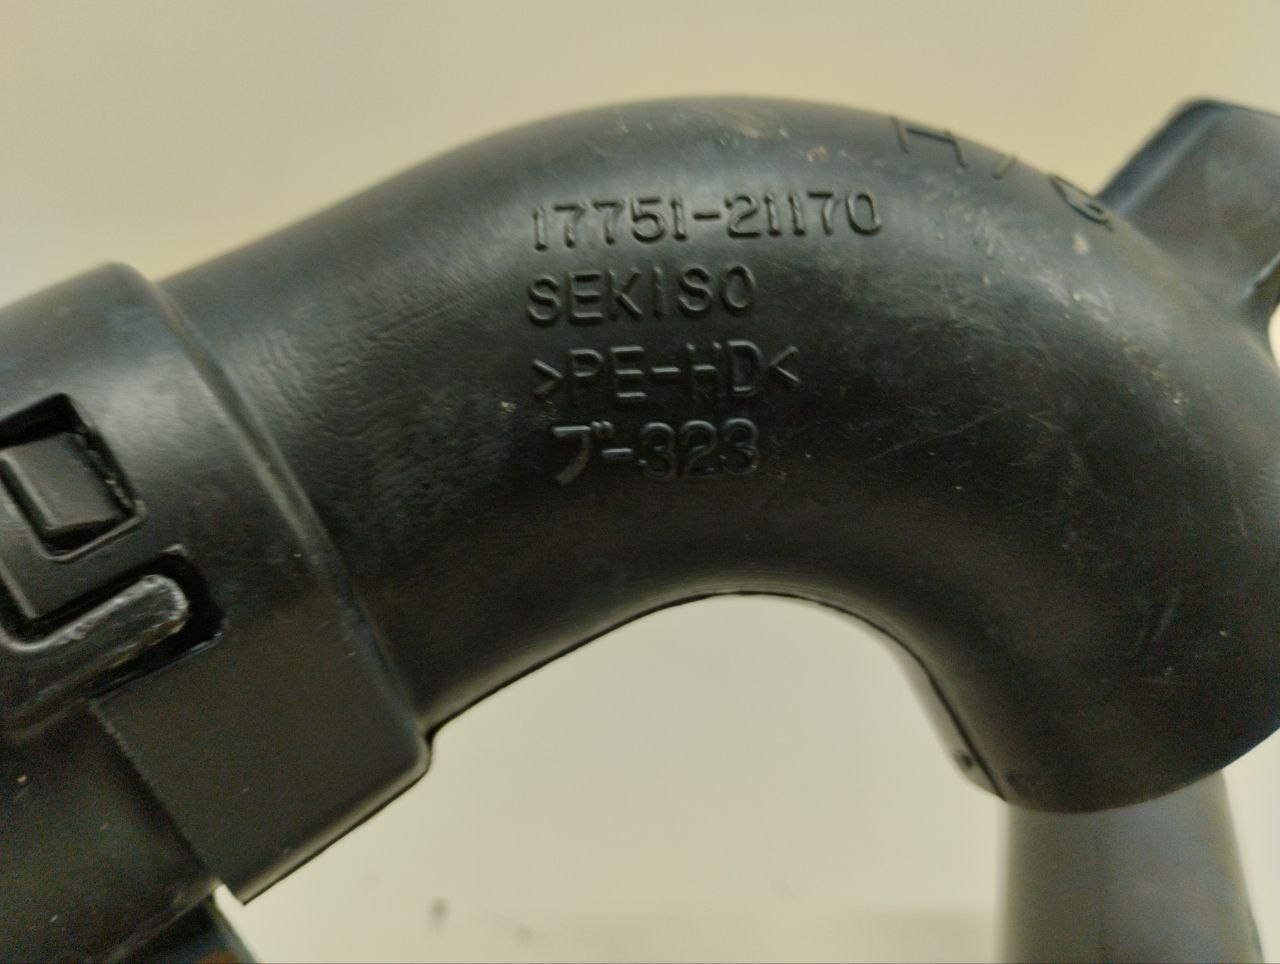 17751-21170
SEKISO
>PE-HD<
ブ-323